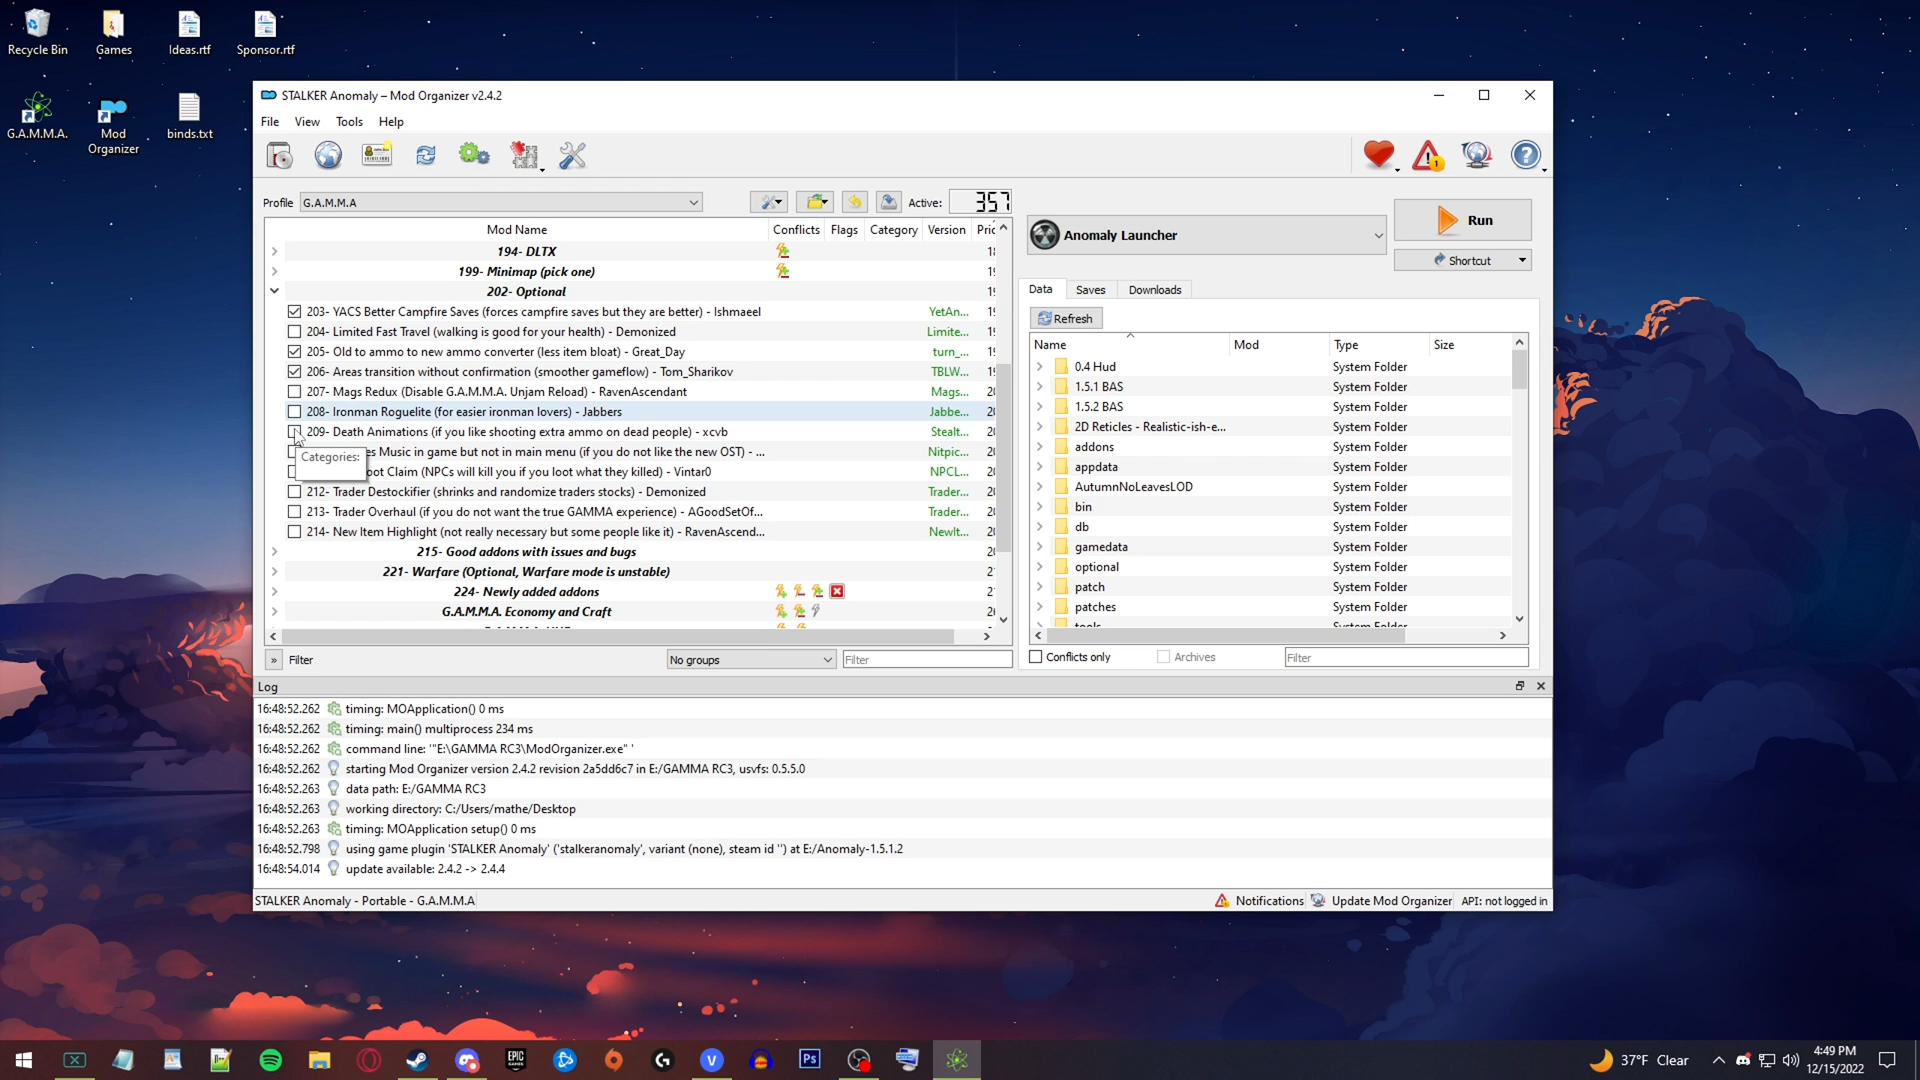 Recycle Bin
Games
Ideas.rtf
Sponsor.rtf
G.A.M.M.A.
Mod Organizer
binds.txt
STALKER Anomaly – Mod Organizer v2.4.2
File View Tools Help
Profile G.A.M.M.A Active: 357
Mod Name Conflicts Flags Category Version
194- DLTX
199- Minimap (pick one)
202- Optional
203- YACS Better Campfire Saves (forces campfire saves but they are better) - Ishmaeel YetAn...
204- Limited Fast Travel (walking is good for your health) - Demonized Limite...
205- Old to ammo to new ammo converter (less item bloat) - Great_Day turn_...
206- Areas transition without confirmation (smoother gameflow) - Tom_Sharikov TBLW...
207- Mags Redux (Disable G.A.M.M.A. Unjam Reload) - RavenAscendant Mags...
208- Ironman Roguelite (for easier ironman lovers) - Jabbers Jabbe...
209- Death Animations (if you like shooting extra ammo on dead people) - xcvb Stealt...
Music in game but not in main menu (if you do not like the new OST) - ... Nitpic...
Categories:
Claim (NPCs will kill you if you loot what they killed) - Vintar0 NPCL...
212- Trader Destockifier (shrinks and randomize traders stocks) - Demonized Trader...
213- Trader Overhaul (if you do not want the true GAMMA experience) - AGoodSetOf... Trader...
214- New Item Highlight (not really necessary but some people like it) - RavenAscend... NewIt...
215- Good addons with issues and bugs
221- Warfare (Optional, Warfare mode is unstable)
224- Newly added addons
G.A.M.M.A. Economy and Craft
» Filter No groups Filter
Anomaly Launcher
Run
Shortcut
Data Saves Downloads
Refresh
Name Mod Type Size
0.4 Hud System Folder
1.5.1 BAS System Folder
1.5.2 BAS System Folder
2D Reticles - Realistic-ish-e... System Folder
addons System Folder
appdata System Folder
AutumnNoLeavesLOD System Folder
bin System Folder
db System Folder
gamedata System Folder
optional System Folder
patch System Folder
patches System Folder
tools System Folder
Conflicts only Archives Filter
Log
16:48:52.262 timing: MOApplication() 0 ms
16:48:52.262 timing: main() multiprocess 234 ms
16:48:52.262 command line: '"E:\GAMMA RC3\ModOrganizer.exe" '
16:48:52.262 starting Mod Organizer version 2.4.2 revision 2a5dd6c7 in E:/GAMMA RC3, usvfs: 0.5.5.0
16:48:52.263 data path: E:/GAMMA RC3
16:48:52.263 working directory: C:/Users/mathe/Desktop
16:48:52.263 timing: MOApplication setup() 0 ms
16:48:52.798 using game plugin 'STALKER Anomaly' ('stalkeranomaly', variant (none), steam id '') at E:/Anomaly-1.5.1.2
16:48:54.014 update available: 2.4.2 -> 2.4.4
STALKER Anomaly - Portable - G.A.M.M.A Notifications Update Mod Organizer API: not logged in
EPIC GAMES
Ps
37°F Clear
4:49 PM
12/15/2022